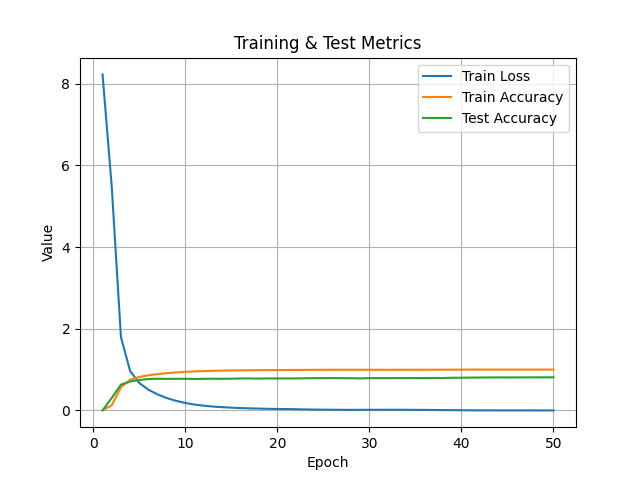 Training & Test Metrics
Train Loss
Train Accuracy
Test Accuracy
8
6
4
2
0
Value
0 10 20 30 40 50
Epoch